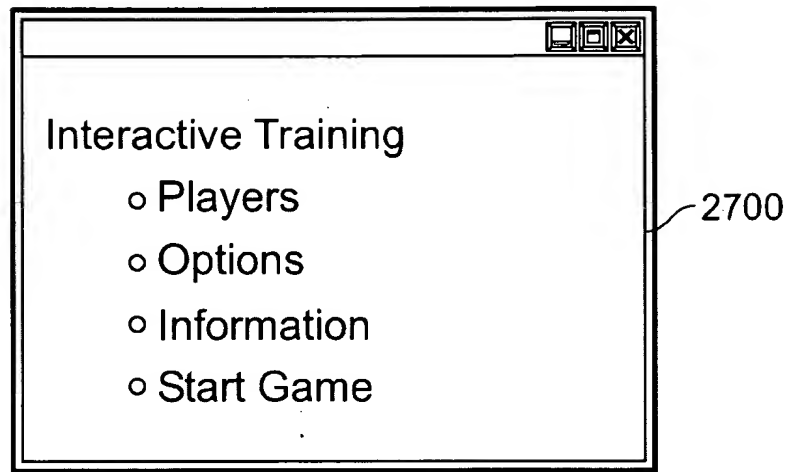 Interactive Training
Players
Options
Information
Start Game
2700